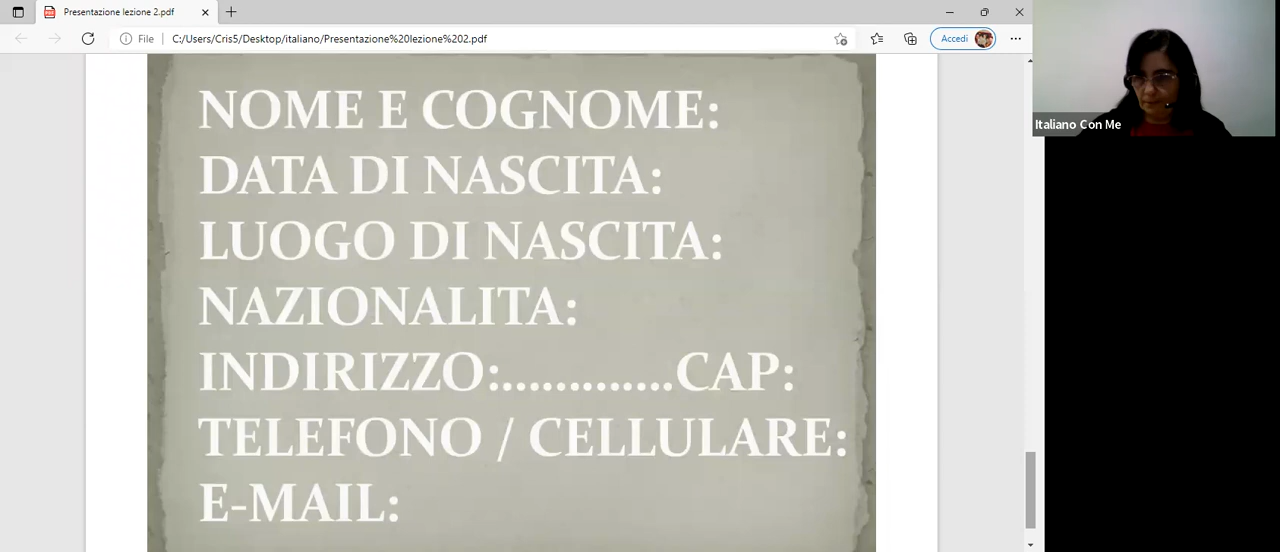 Presentazione lezione 2.pdf
File
C:/Users/Cris5/Desktop/italiano/Presentazione%20lezione%202.pdf
Accedi
Italiano Con Me
NOME E COGNOME:
DATA DI NASCITA:
LUOGO DI NASCITA:
NAZIONALITA:
INDIRIZZO:.............CAP:
TELEFONO / CELLULARE:
E-MAIL: